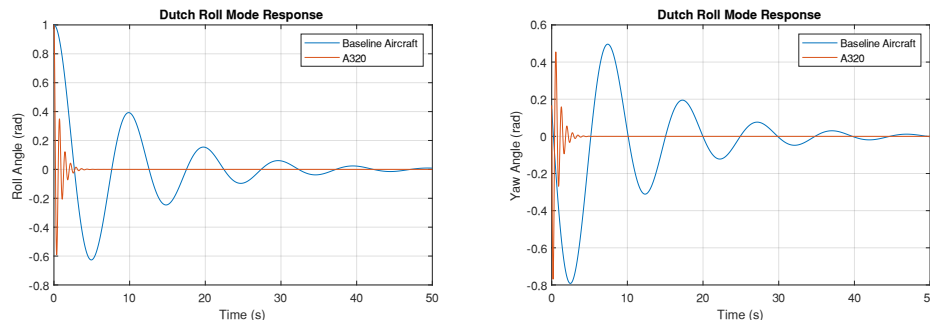 Dutch Roll Mode Response
1
0.8
0.6
0.4
0.2
0
-0.2
-0.4
-0.6
-0.8
Roll Angle (rad)
Baseline Aircraft
A320
0 10 20 30 40 50
Time (s)
Dutch Roll Mode Response
0.6
0.4
0.2
0
-0.2
-0.4
-0.6
-0.8
Yaw Angle (rad)
Baseline Aircraft
A320
0 10 20 30 40 50
Time (s)